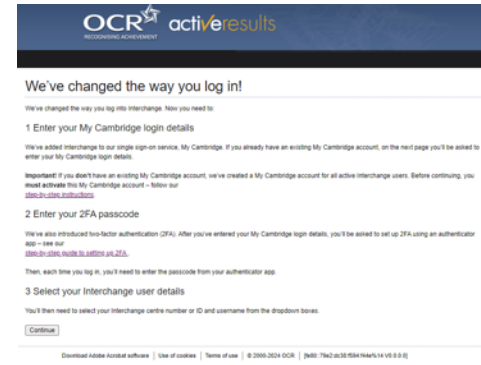 OCR
RECOGNISING ACHIEVEMENT
activeresults
We've changed the way you log in!
We've changed the way you log into Interchange. Now you need to:
1 Enter your My Cambridge login details
We've added Interchange to our single sign-on service, My Cambridge. If you already have an existing My Cambridge account, on the next page you'll be asked to
enter your My Cambridge login details.
Important! If you don't have an existing My Cambridge account, we've created a My Cambridge account for all active Interchange users. Before continuing, you
must activate this My Cambridge account – follow our
step-by-step instructions.
2 Enter your 2FA passcode
We've also introduced two-factor authentication (2FA). After you've entered your My Cambridge login details, you'll be asked to set up 2FA using an authenticator
app – see our
step-by-step guide to setting up 2FA.
Then, each time you log in, you'll need to enter the passcode from your authenticator app.
3 Select your Interchange user details
You'll then need to select your Interchange centre number or ID and username from the dropdown boxes.
Continue
Download Adobe Acrobat software | Use of cookies | Terms of use | © 2000-2024 OCR |